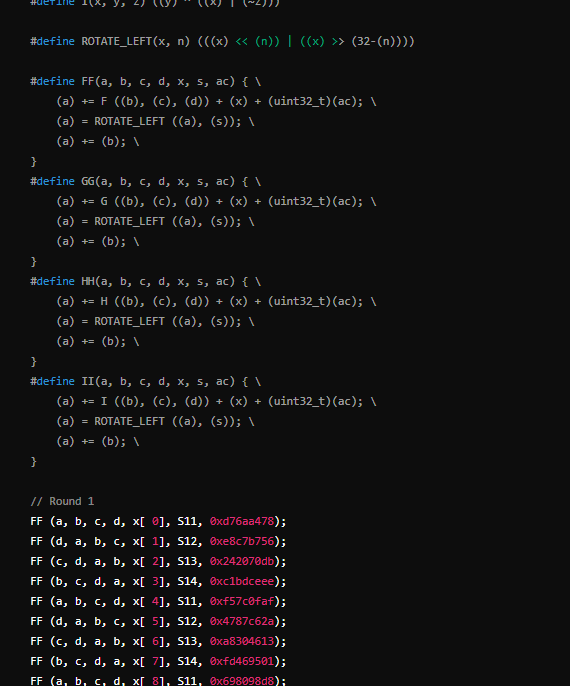 #define I(x, y, z) ((y) ^ ((x) | (~z)))
#define ROTATE_LEFT(x, n) (((x) << (n)) | ((x) >> (32-(n))))
#define FF(a, b, c, d, x, s, ac) { \
(a) += F ((b), (c), (d)) + (x) + (uint32_t)(ac); \
(a) = ROTATE_LEFT ((a), (s)); \
(a) += (b); \
}
#define GG(a, b, c, d, x, s, ac) { \
(a) += G ((b), (c), (d)) + (x) + (uint32_t)(ac); \
(a) = ROTATE_LEFT ((a), (s)); \
(a) += (b); \
}
#define HH(a, b, c, d, x, s, ac) { \
(a) += H ((b), (c), (d)) + (x) + (uint32_t)(ac); \
(a) = ROTATE_LEFT ((a), (s)); \
(a) += (b); \
}
#define II(a, b, c, d, x, s, ac) { \
(a) += I ((b), (c), (d)) + (x) + (uint32_t)(ac); \
(a) = ROTATE_LEFT ((a), (s)); \
(a) += (b); \
}
// Round 1
FF (a, b, c, d, x[ 0], S11, 0xd76aa478);
FF (d, a, b, c, x[ 1], S12, 0xe8c7b756);
FF (c, d, a, b, x[ 2], S13, 0x242070db);
FF (b, c, d, a, x[ 3], S14, 0xc1bdceee);
FF (a, b, c, d, x[ 4], S11, 0xf57c0faf);
FF (d, a, b, c, x[ 5], S12, 0x4787c62a);
FF (c, d, a, b, x[ 6], S13, 0xa8304613);
FF (b, c, d, a, x[ 7], S14, 0xfd469501);
FF (a, b, c, d, x[ 8], S11, 0x698098d8);